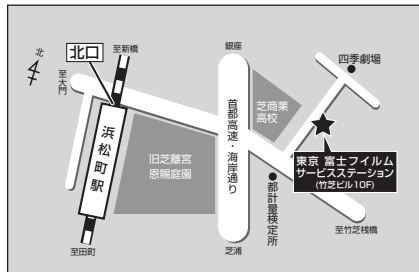 北
北口
至新橋
至大門
浜松町駅
至田町
旧芝離宮
恩賜庭園
銀座
首都高速・海岸通り
芝浦
芝商業
高校
四季劇場
東京 富士フイルム
サービスステーション
(竹芝ビル10F)
都計量検定所
至竹芝桟橋